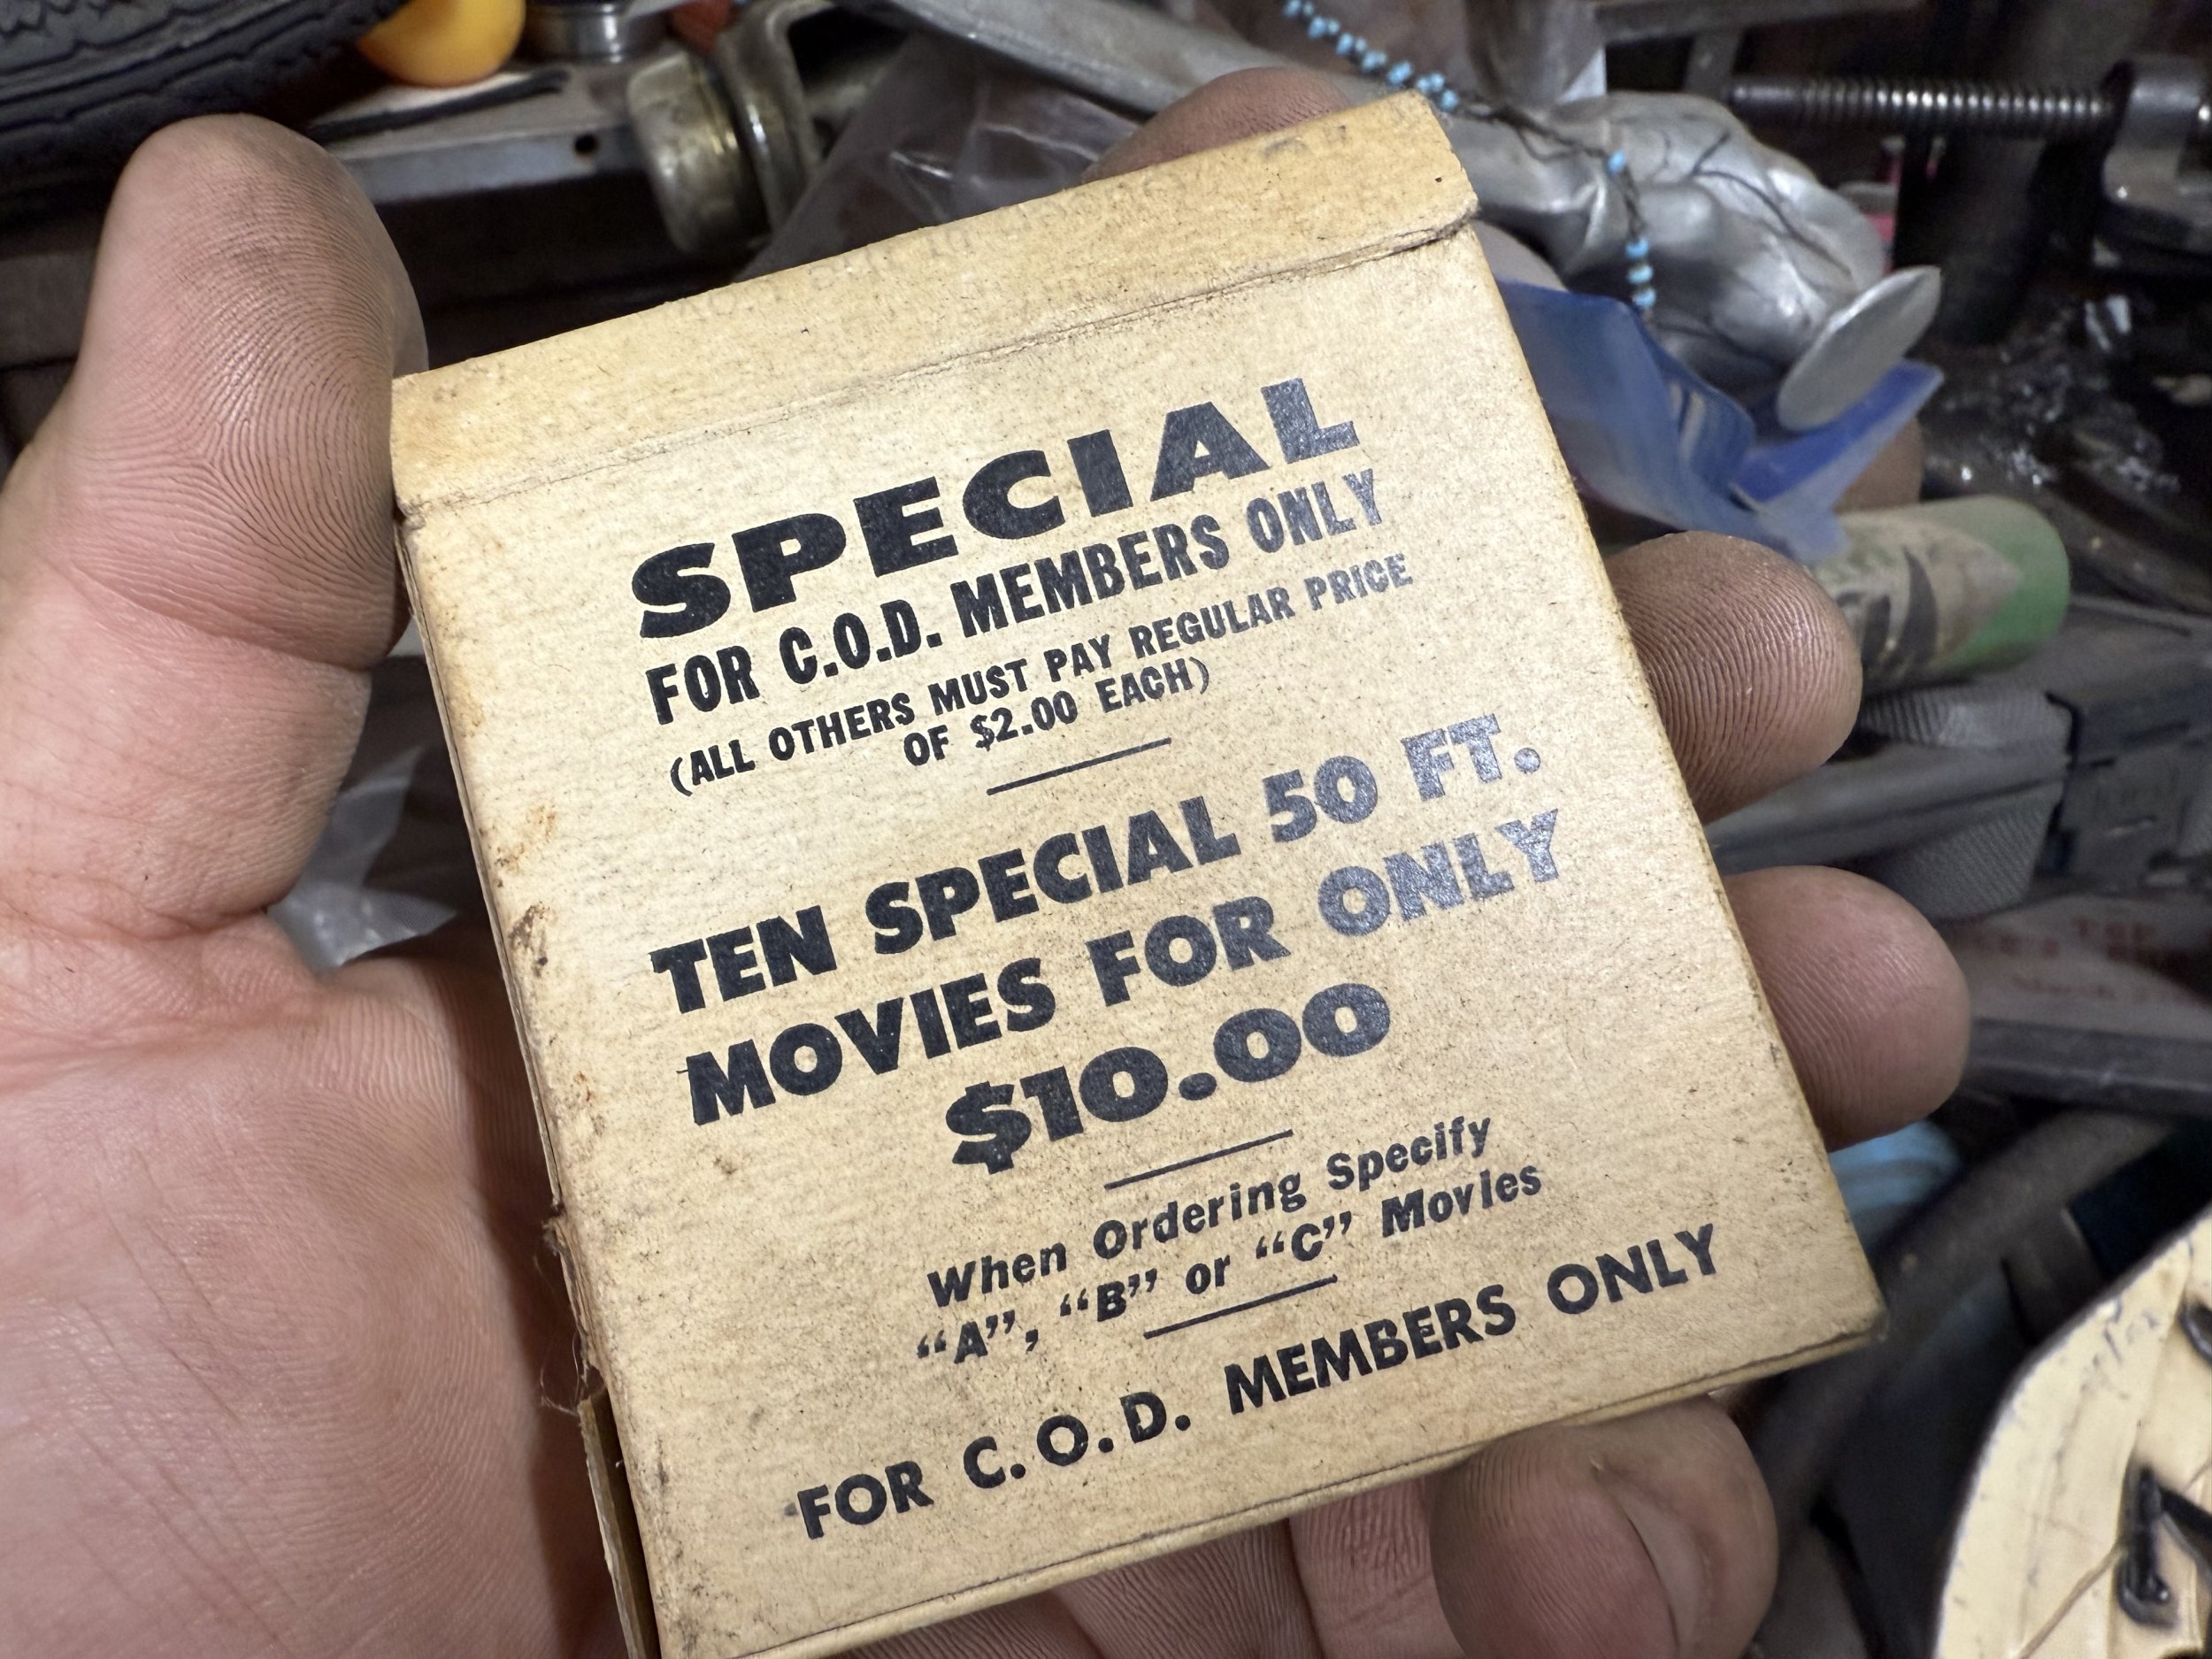 SPECIAL
FOR C.O.D. MEMBERS ONLY
(ALL OTHERS MUST PAY REGULAR PRICE
OF $2.00 EACH)
TEN SPECIAL 50 FT.
MOVIES FOR ONLY
$10.00
When Ordering Specify
“A”, “B” or “C” Movies
FOR C.O.D. MEMBERS ONLY